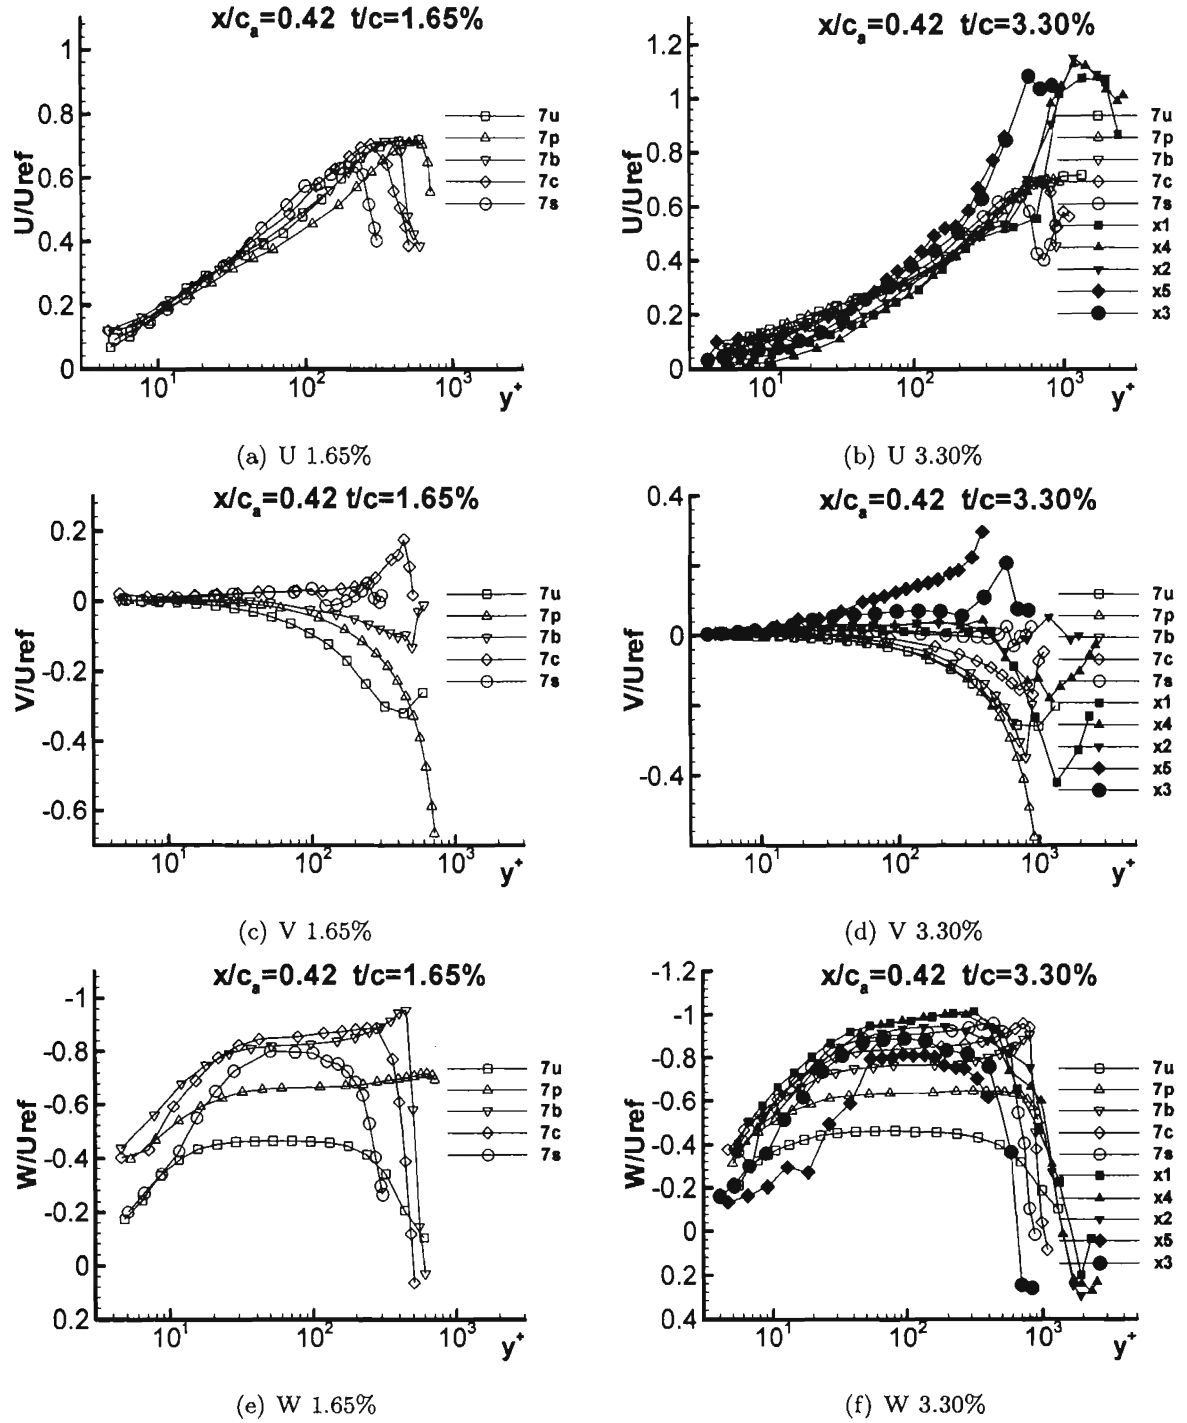 x/ca=0.42 t/c=1.65%
U/Uref
1
0.8
0.6
0.4
0.2
0
10¹ 10² 10³
y⁺
7u
7p
7b
7c
7s
(a) U 1.65%
x/ca=0.42 t/c=3.30%
U/Uref
1.2
1
0.8
0.6
0.4
0.2
0
10¹ 10² 10³
y⁺
7u
7p
7b
7c
7s
x1
x4
x2
x5
x3
(b) U 3.30%
x/ca=0.42 t/c=1.65%
V/Uref
0.2
0
-0.2
-0.4
-0.6
10¹ 10² 10³
y⁺
7u
7p
7b
7c
7s
(c) V 1.65%
x/ca=0.42 t/c=3.30%
V/Uref
0.4
0
-0.4
10¹ 10² 10³
y⁺
7u
7p
7b
7c
7s
x1
x4
x2
x5
x3
(d) V 3.30%
x/ca=0.42 t/c=1.65%
W/Uref
-1
-0.8
-0.6
-0.4
-0.2
0
0.2
10¹ 10² 10³
y⁺
7u
7p
7b
7c
7s
(e) W 1.65%
x/ca=0.42 t/c=3.30%
W/Uref
-1.2
-1
-0.8
-0.6
-0.4
-0.2
0
0.2
0.4
10¹ 10² 10³
y⁺
7u
7p
7b
7c
7s
x1
x4
x2
x5
x3
(f) W 3.30%